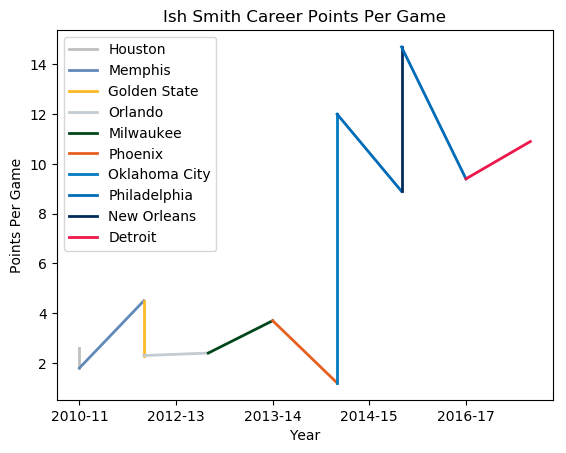 Ish Smith Career Points Per Game
Houston
Memphis
Golden State
Orlando
Milwaukee
Phoenix
Oklahoma City
Philadelphia
New Orleans
Detroit
Points Per Game
14
12
10
8
6
4
2
2010-11 2012-13 2013-14 2014-15 2016-17
Year